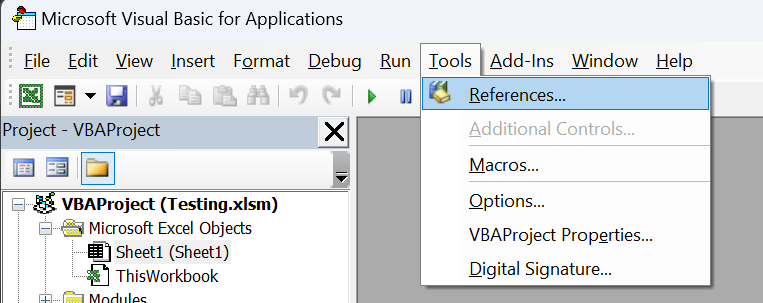 Microsoft Visual Basic for Applications
File Edit View Insert Format Debug Run Tools Add-Ins Window Help
References...
Additional Controls...
Macros...
Options...
VBAProject Properties...
Digital Signature...
Project - VBAProject
VBAProject (Testing.xlsm)
Microsoft Excel Objects
Sheet1 (Sheet1)
ThisWorkbook
Modules